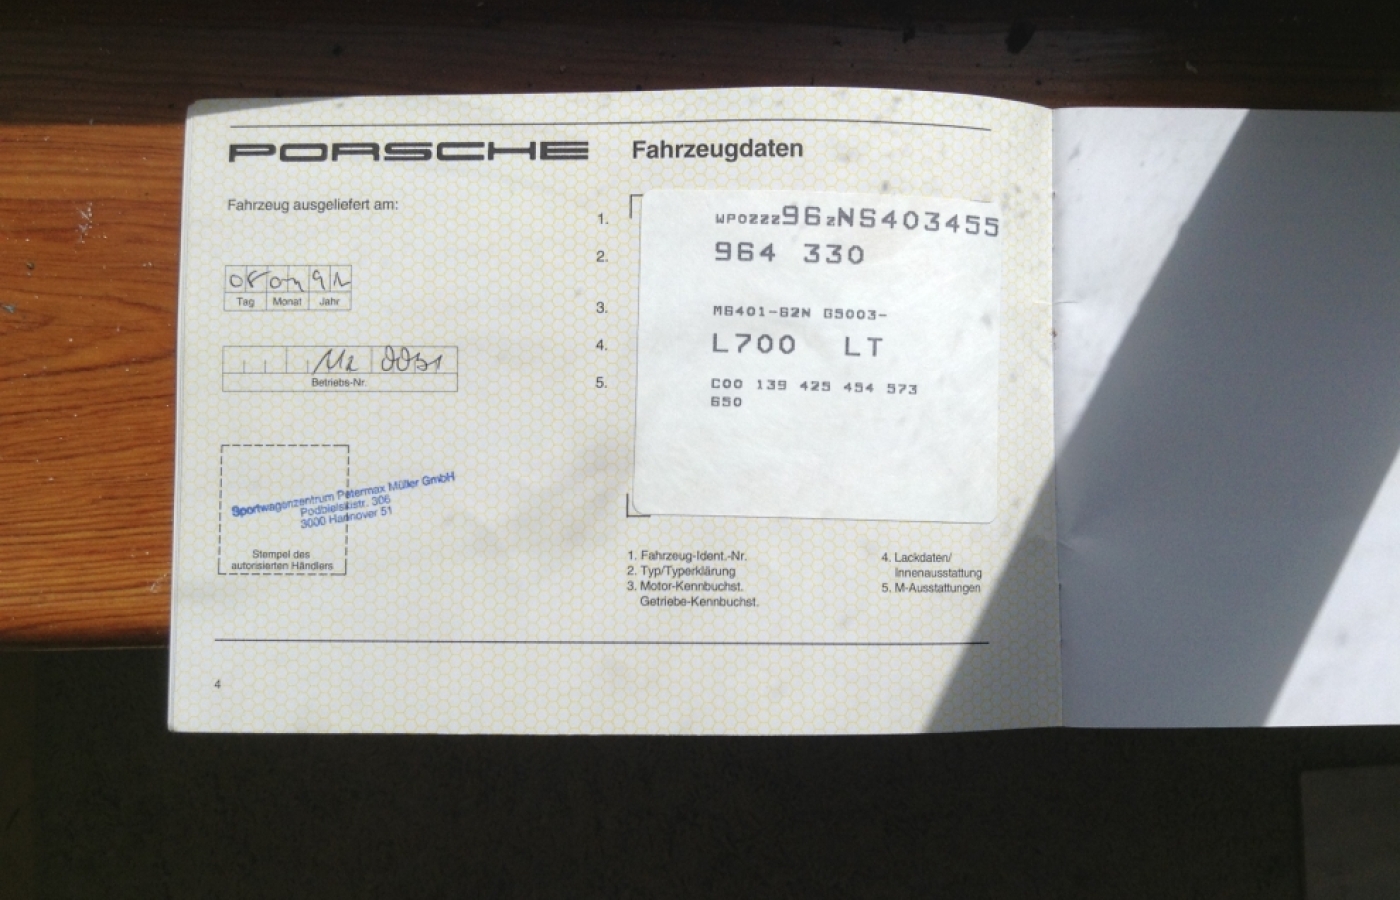 PORSCHE Fahrzeugdaten
Fahrzeug ausgeliefert am:
Tag Monat Jahr
Betriebs-Nr.
Sportwagenzentrum Petermax Müller GmbH
Podbielskistr. 306
3000 Hannover 51
Stempel des
autorisierten Händlers
1. WP0ZZZ96ZNS403455
2. 964 330
3. M6401-62N G5003-
4. L700 LT
5. C00 139 425 454 573
650
1. Fahrzeug-Ident.-Nr.
2. Typ/Typerklärung
3. Motor-Kennbuchst.
Getriebe-Kennbuchst.
4. Lackdaten/
Innenausstattung
5. M-Ausstattungen
4